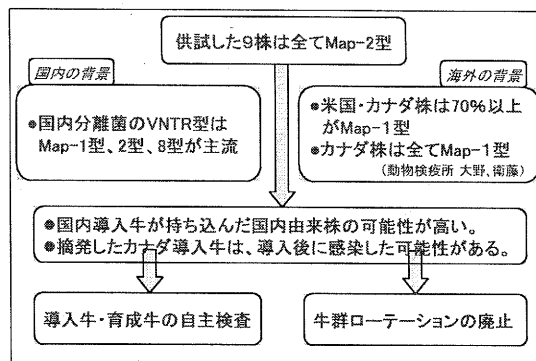 供試した9株は全てMap-2型
国内の背景
●国内分離菌のVNTR型は
Map-1型、2型、8型が主流
海外の背景
●米国・カナダ株は70%以上
がMap-1型
●カナダ株は全てMap-1型
(動物検疫所 大野、衛藤)
●国内導入牛が持ち込んだ国内由来株の可能性が高い。
●摘発したカナダ導入牛は、導入後に感染した可能性がある。
導入牛・育成牛の自主検査
牛群ローテーションの廃止